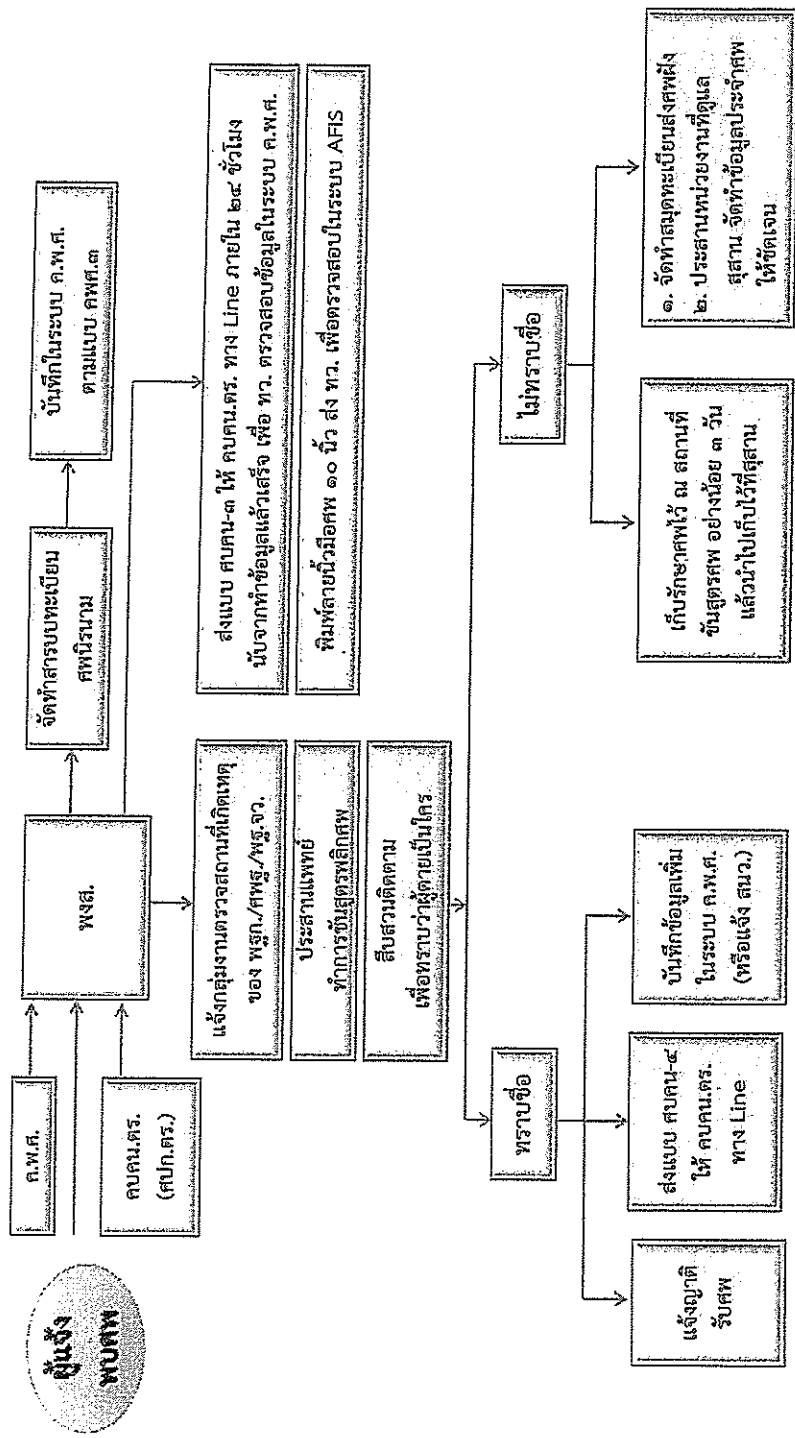 ผู้แจ้ง
พบศพ
ค.พ.ศ.
ศบคน.ตร.
(ศปก.ตร.)
พงส.
จัดทำสารบบทะเบียน
ศพนิรนาม
บันทึกในระบบ ค.พ.ศ.
ตามแบบ คพศ.๓
ส่งแบบ ศบคน-๓ ให้ ศบคน.ตร. ทาง Line ภายใน ๒๔ ชั่วโมง
นับจากทำข้อมูลแล้วเสร็จ เพื่อ ทว. ตรวจสอบข้อมูลในระบบ ค.พ.ศ.
พิมพ์ลายนิ้วมือศพ ๑๐ นิ้ว ส่ง ทว. เพื่อตรวจสอบในระบบ AFIS
แจ้งกลุ่มงานตรวจสถานที่เกิดเหตุ
ของ พฐก./ศพฐ./พฐ.จว.
ประสานแพทย์
ทำการชันสูตรพลิกศพ
สืบสวนติดตาม
เพื่อทราบว่าผู้ตายเป็นใคร
ทราบชื่อ
ไม่ทราบชื่อ
แจ้งญาติ
รับศพ
ส่งแบบ ศบคน-๔
ให้ ศบคน.ตร.
ทาง Line
บันทึกข้อมูลเพิ่ม
ในระบบ ค.พ.ศ.
(หรือแจ้ง สนว.)
เก็บรักษาศพไว้ ณ สถานที่
ชันสูตรศพ อย่างน้อย ๓ วัน
แล้วนำไปเก็บไว้ที่สุสาน
๑. จัดทำสมุดทะเบียนส่งศพฝัง
๒. ประสานหน่วยงานที่ดูแล
สุสาน จัดทำข้อมูลประจำศพ
ให้ชัดเจน